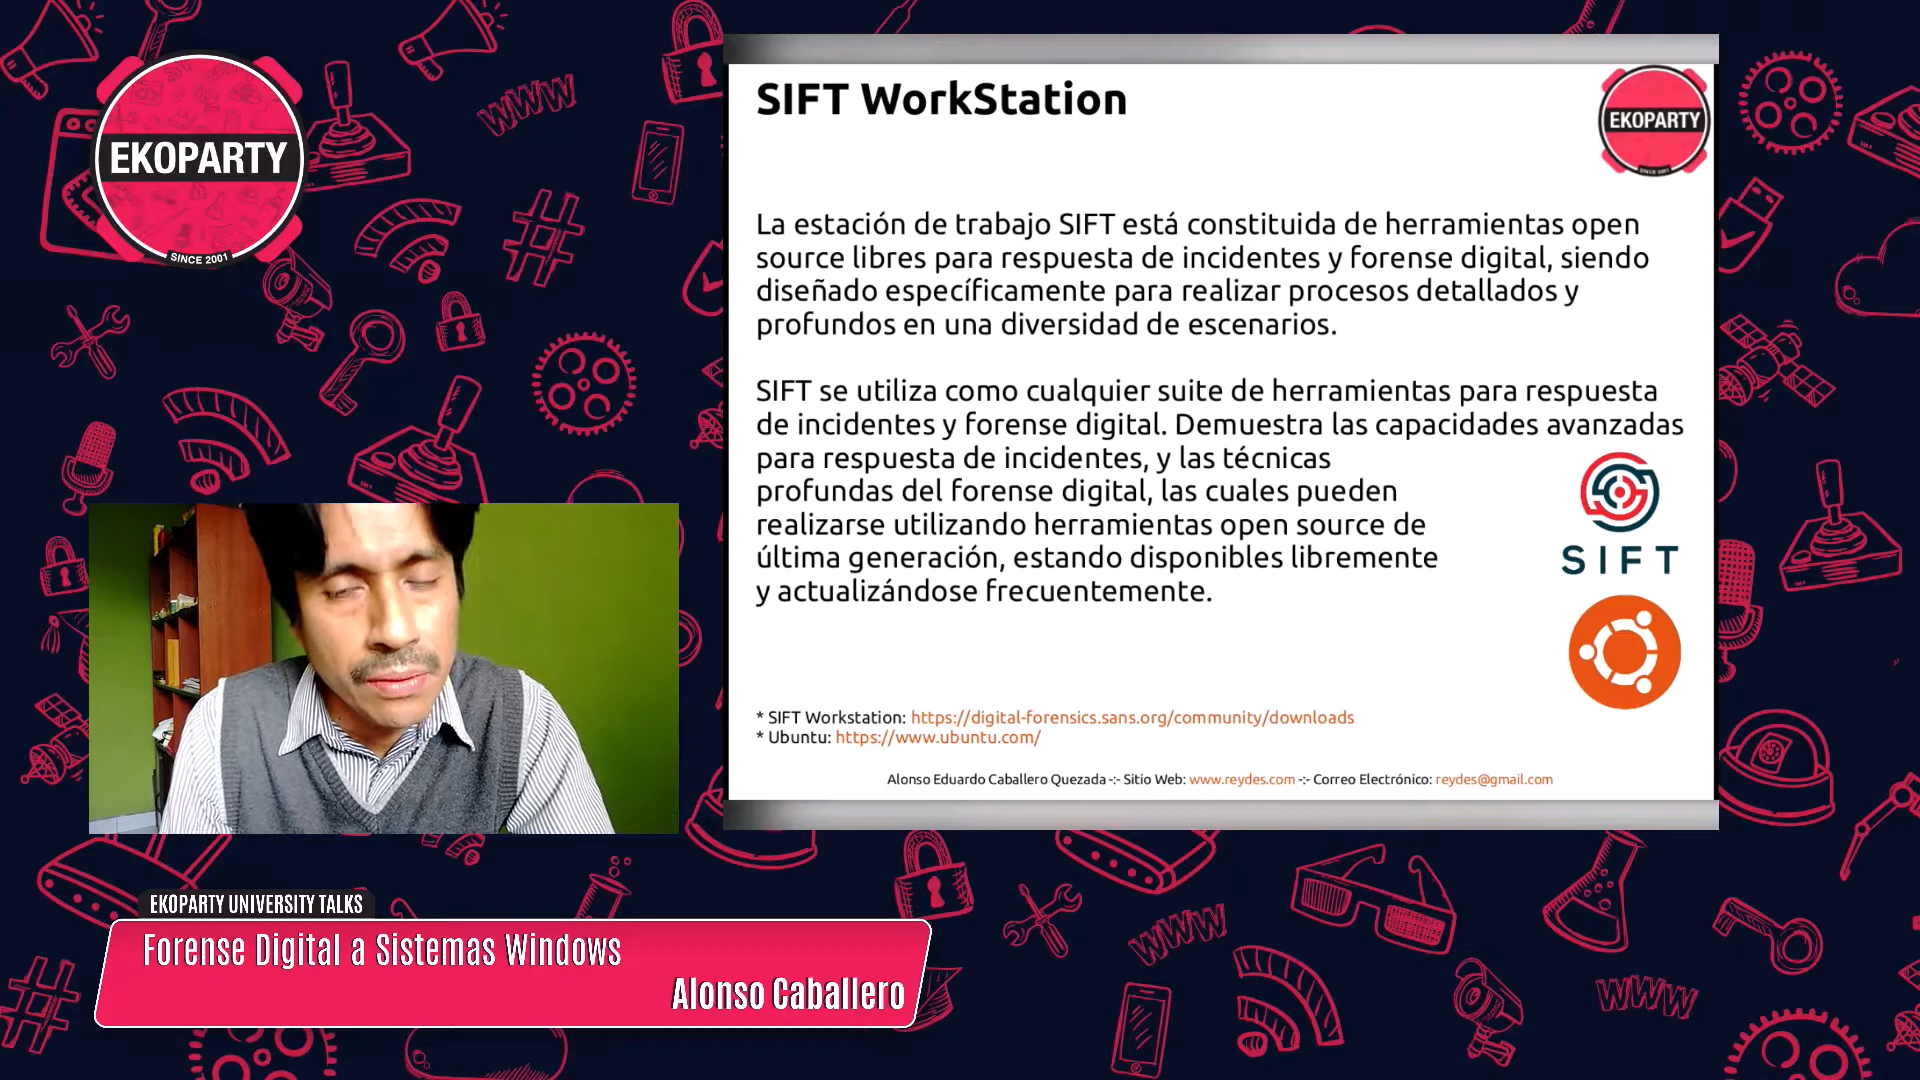 EKOPARTY
SINCE 2001
SIFT WorkStation
EKOPARTY
SINCE 2001
La estación de trabajo SIFT está constituida de herramientas open
source libres para respuesta de incidentes y forense digital, siendo
diseñado específicamente para realizar procesos detallados y
profundos en una diversidad de escenarios.
SIFT se utiliza como cualquier suite de herramientas para respuesta
de incidentes y forense digital. Demuestra las capacidades avanzadas
para respuesta de incidentes, y las técnicas
profundas del forense digital, las cuales pueden
realizarse utilizando herramientas open source de
última generación, estando disponibles libremente
y actualizándose frecuentemente.
SIFT
* SIFT Workstation: https://digital-forensics.sans.org/community/downloads
* Ubuntu: https://www.ubuntu.com/
Alonso Eduardo Caballero Quezada -:- Sitio Web: www.reydes.com -:- Correo Electrónico: reydes@gmail.com
EKOPARTY UNIVERSITY TALKS
Forense Digital a Sistemas Windows
Alonso Caballero
WWW
WWW
WWW